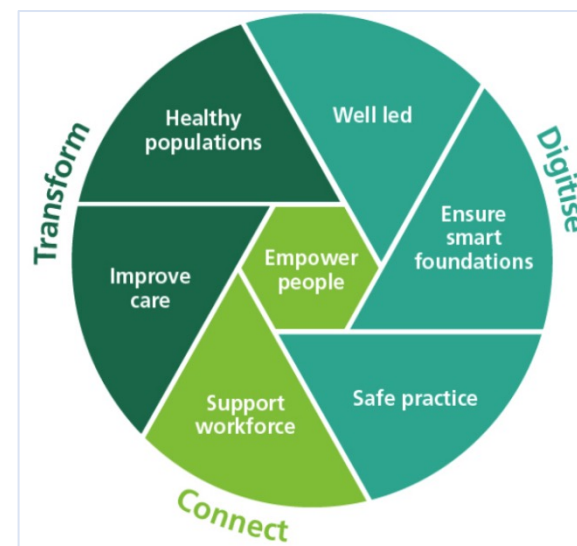 Transform
Healthy
populations
Well led
Digitise
Ensure
smart
foundations
Empower
people
Improve
care
Support
workforce
Safe practice
Connect